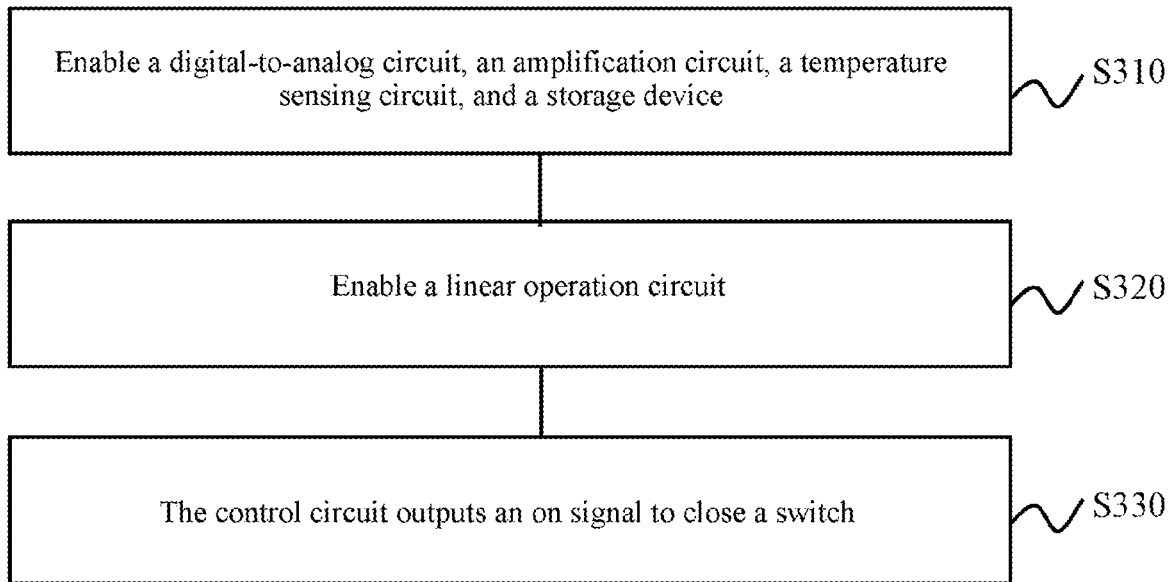 Enable a digital-to-analog circuit, an amplification circuit, a temperature
sensing circuit, and a storage device
S310
Enable a linear operation circuit
S320
The control circuit outputs an on signal to close a switch
S330